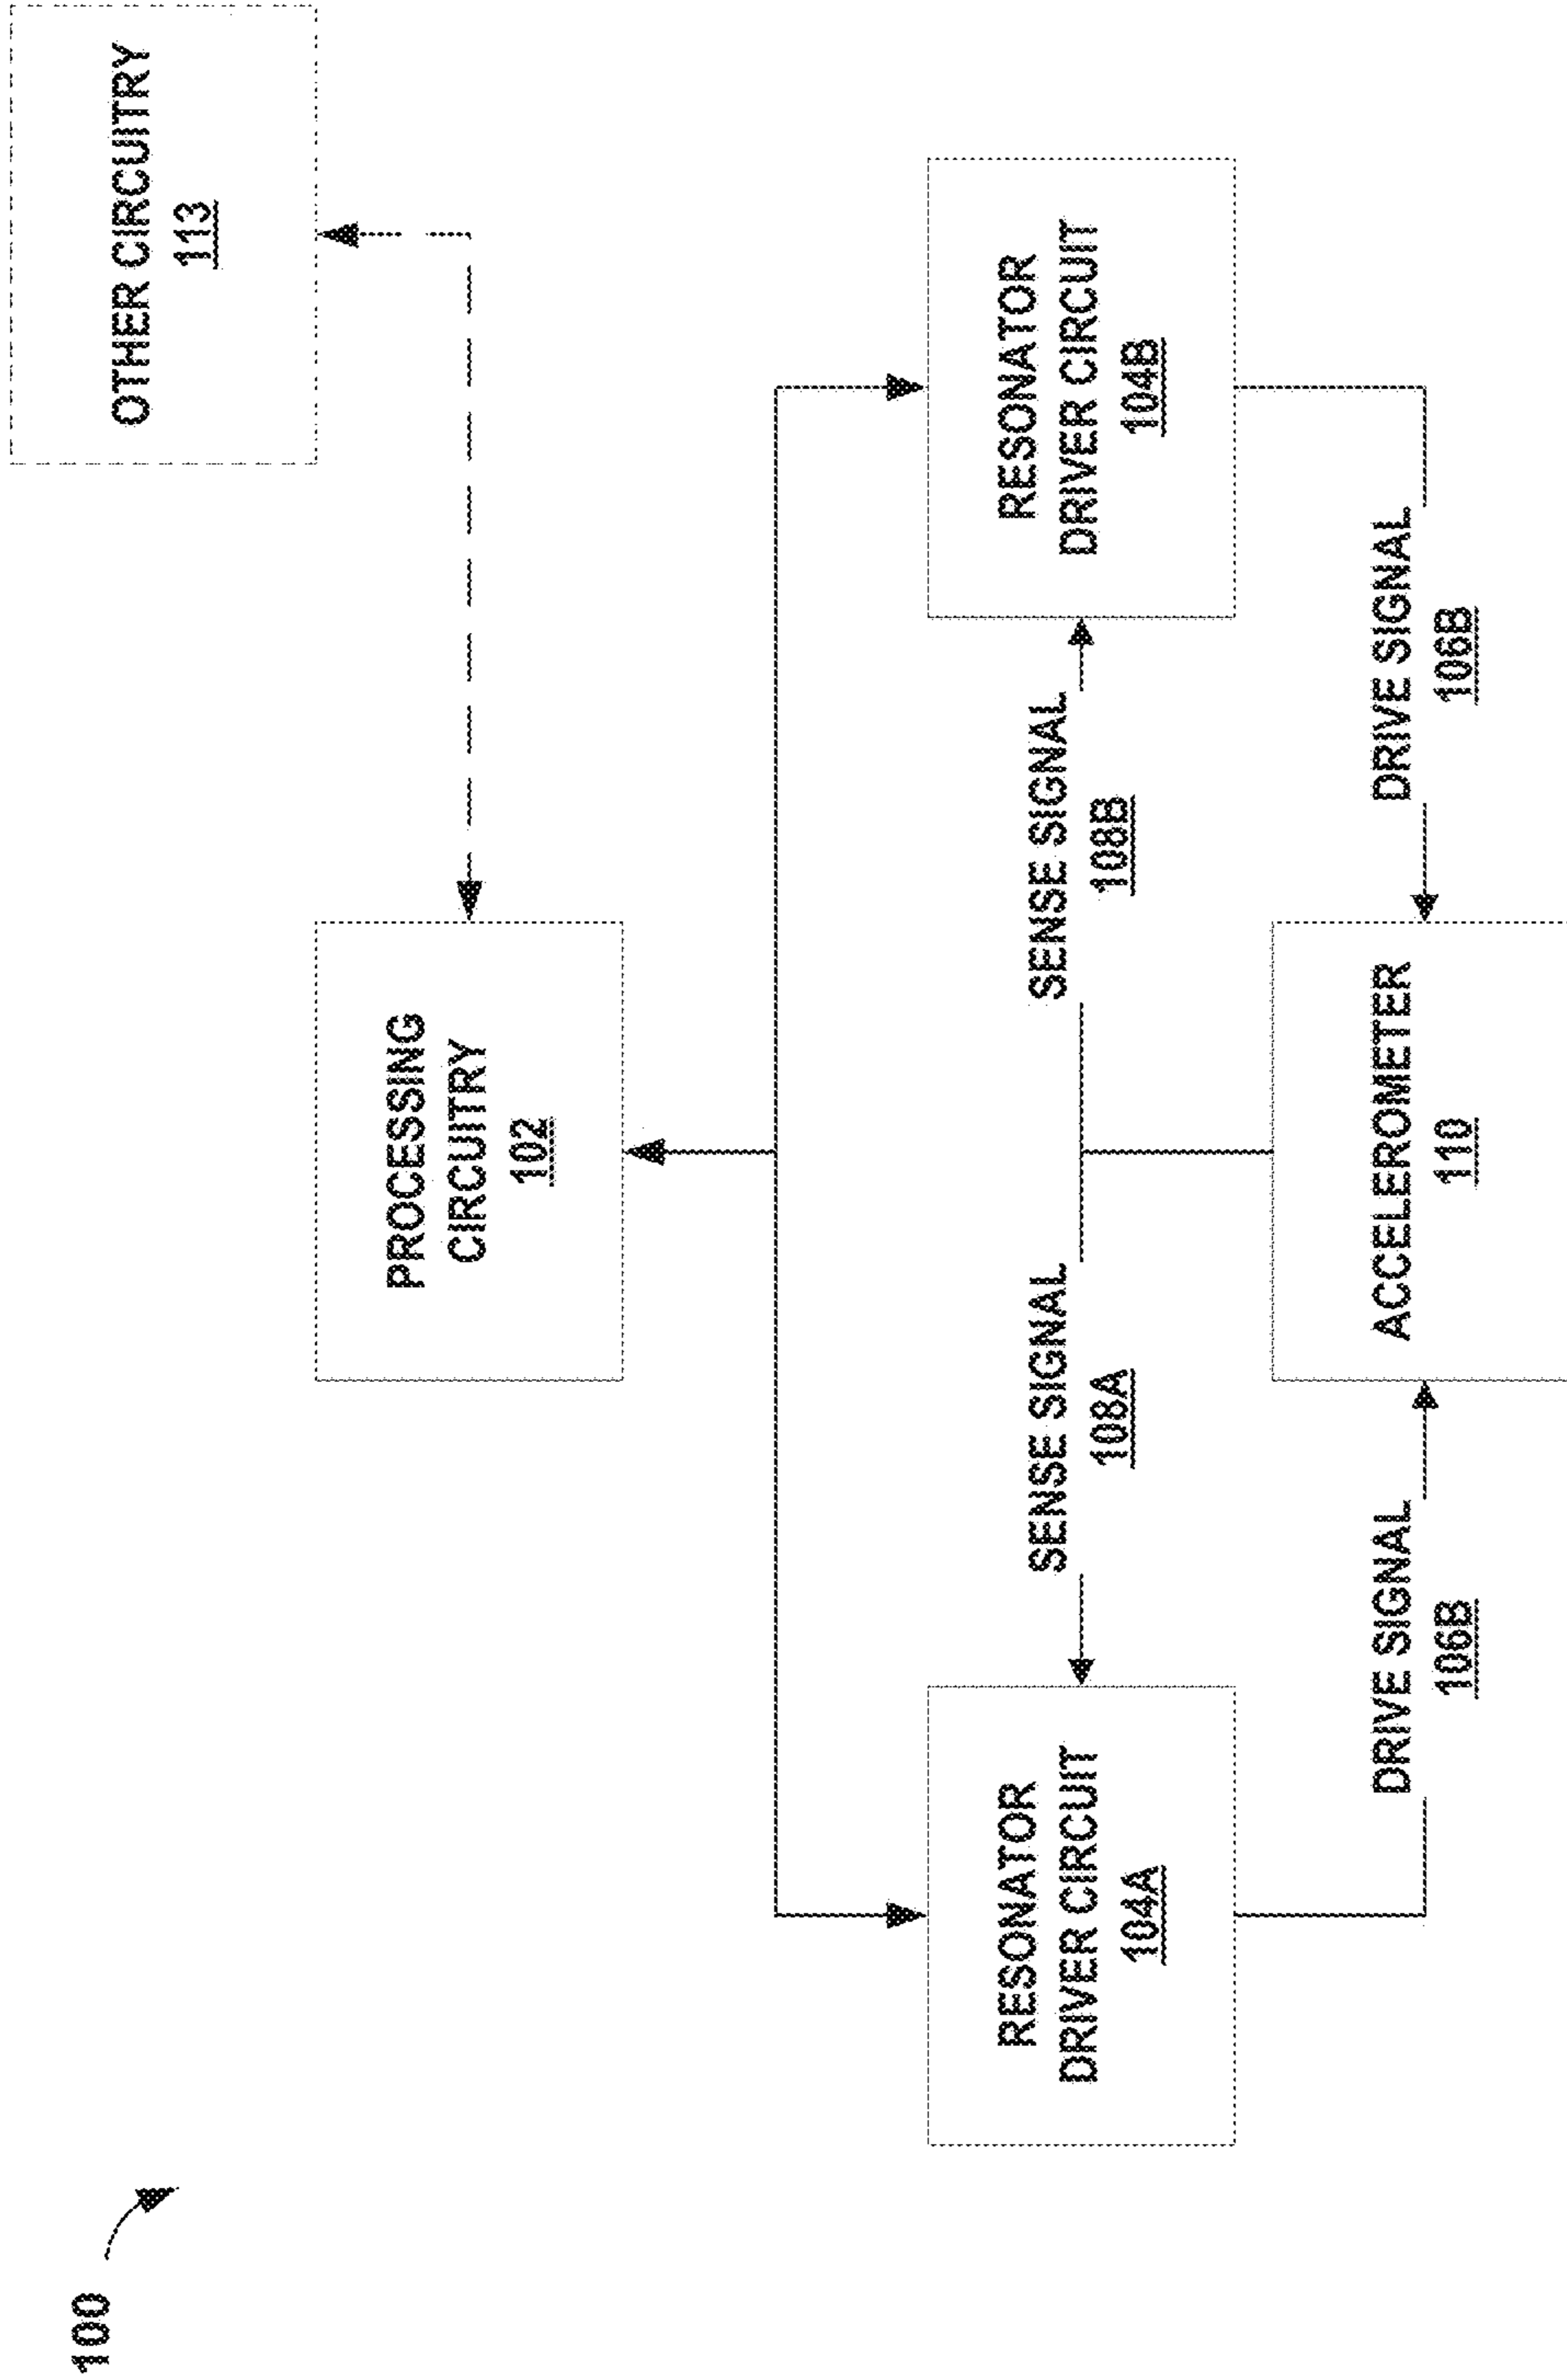 100
OTHER CIRCUITRY
113
PROCESSING
CIRCUITRY
102
RESONATOR
DRIVER CIRCUIT
104A
SENSE SIGNAL
108A
SENSE SIGNAL
108B
RESONATOR
DRIVER CIRCUIT
104B
DRIVE SIGNAL
106B
ACCELEROMETER
110
DRIVE SIGNAL
106B